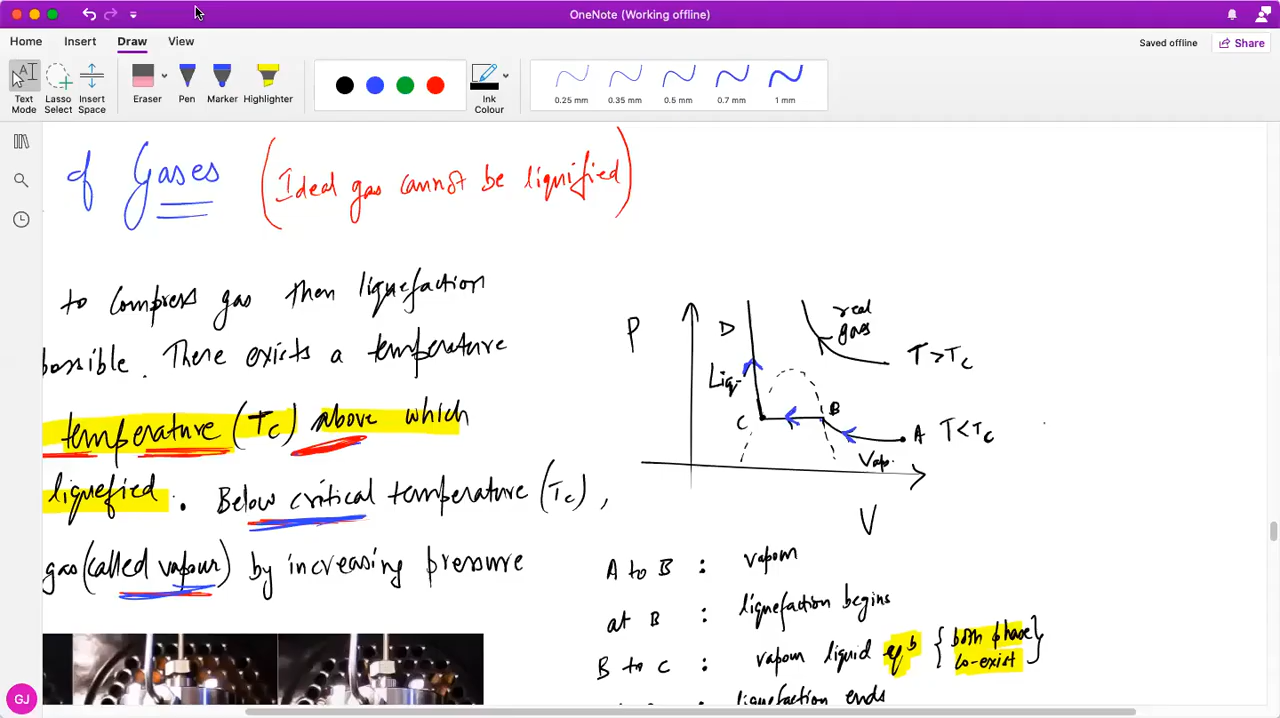 OneNote (Working offline)
Home Insert Draw View
Saved offline
Share
Text Mode
Lasso Select
Insert Space
Eraser
Pen
Marker
Highlighter
Ink Colour
0.25 mm
0.35 mm
0.5 mm
0.7 mm
1 mm
of Gases (Ideal gas cannot be liquified)
to compress gas then liquefaction
possible. There exists a temperature
temperature (Tc) above which
liquefied. Below critical temperature (Tc),
gas (called vapour) by increasing pressure
P
D
real gas
T>Tc
Liq.
C
B
A
T<Tc
Vap.
V
A to B : vapour
at B : liquefaction begins
B to C : vapour liquid eqb {both phase co-exist}
liquefaction ends
GJ